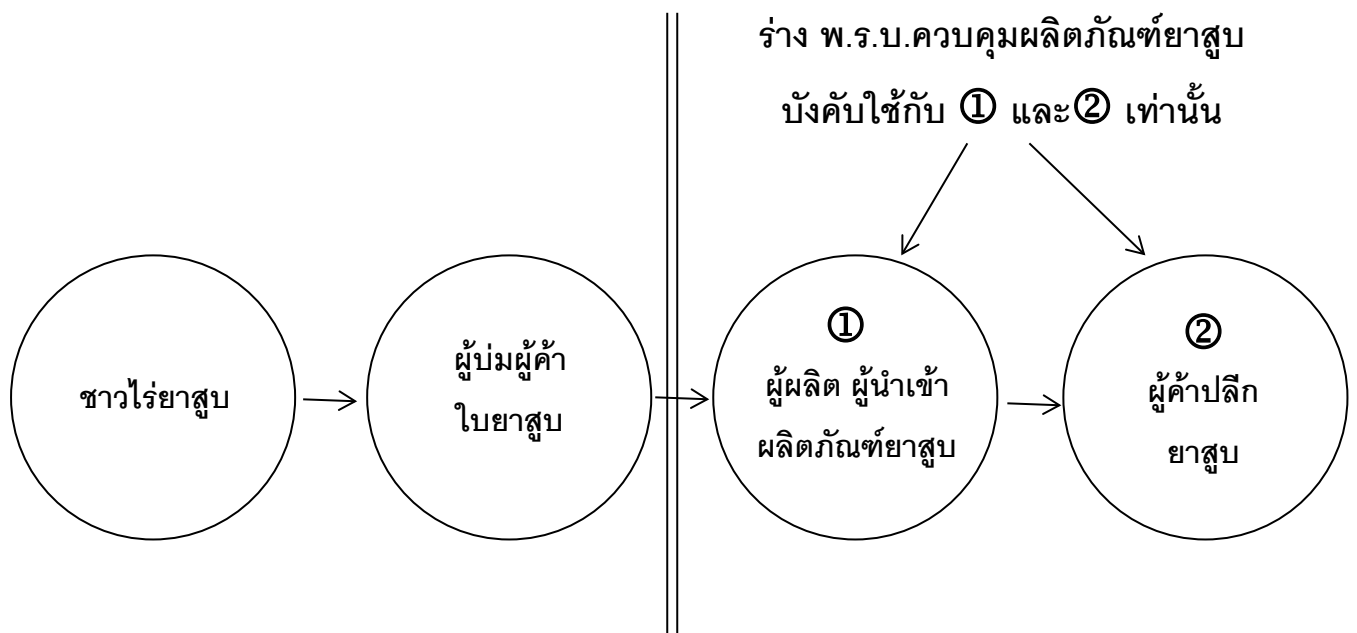 ร่าง พ.ร.บ.ควบคุมผลิตภัณฑ์ยาสูบ
บังคับใช้กับ ① และ② เท่านั้น
ชาวไร่ยาสูบ
ผู้บ่มผู้ค้า
ใบยาสูบ
①
ผู้ผลิต ผู้นำเข้า
ผลิตภัณฑ์ยาสูบ
②
ผู้ค้าปลีก
ยาสูบ